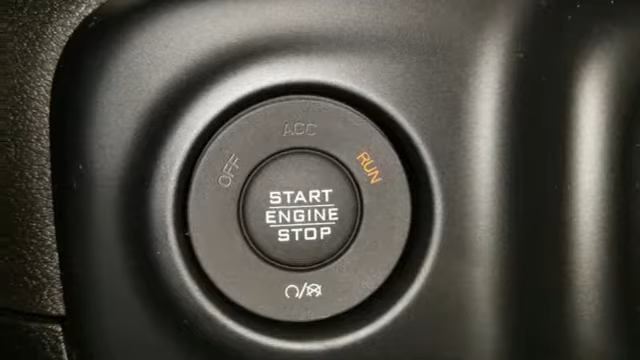 ACC
OFF
RUN
START
ENGINE
STOP